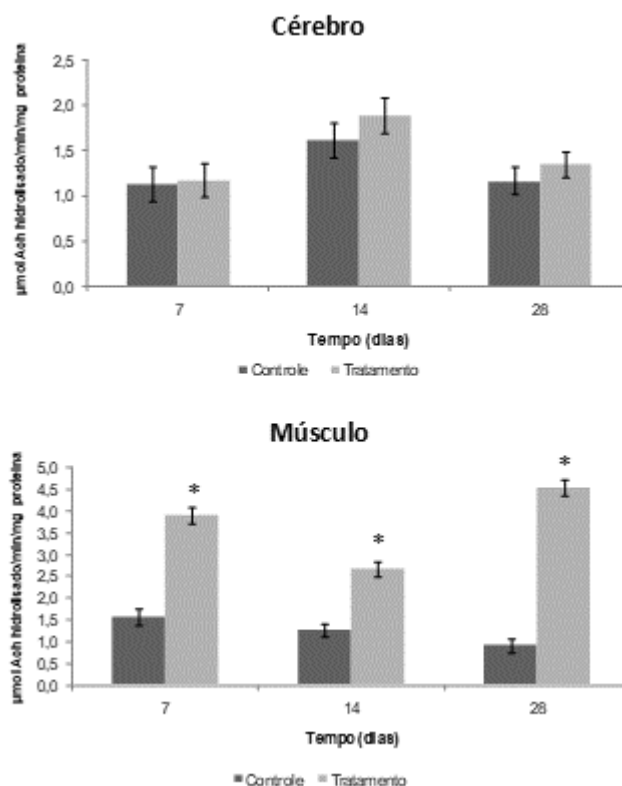 Cérebro
µmol Ach hidrolisado/min/mg proteína
2,5
2,0
1,5
1,0
0,5
0,0
7 14 28
Tempo (dias)
Controle Tratamento
Músculo
µmol Ach hidrolisado/min/mg proteína
5,0
4,5
4,0
3,5
3,0
2,5
2,0
1,5
1,0
0,5
0,0
* * *
7 14 28
Tempo (dias)
Controle Tratamento